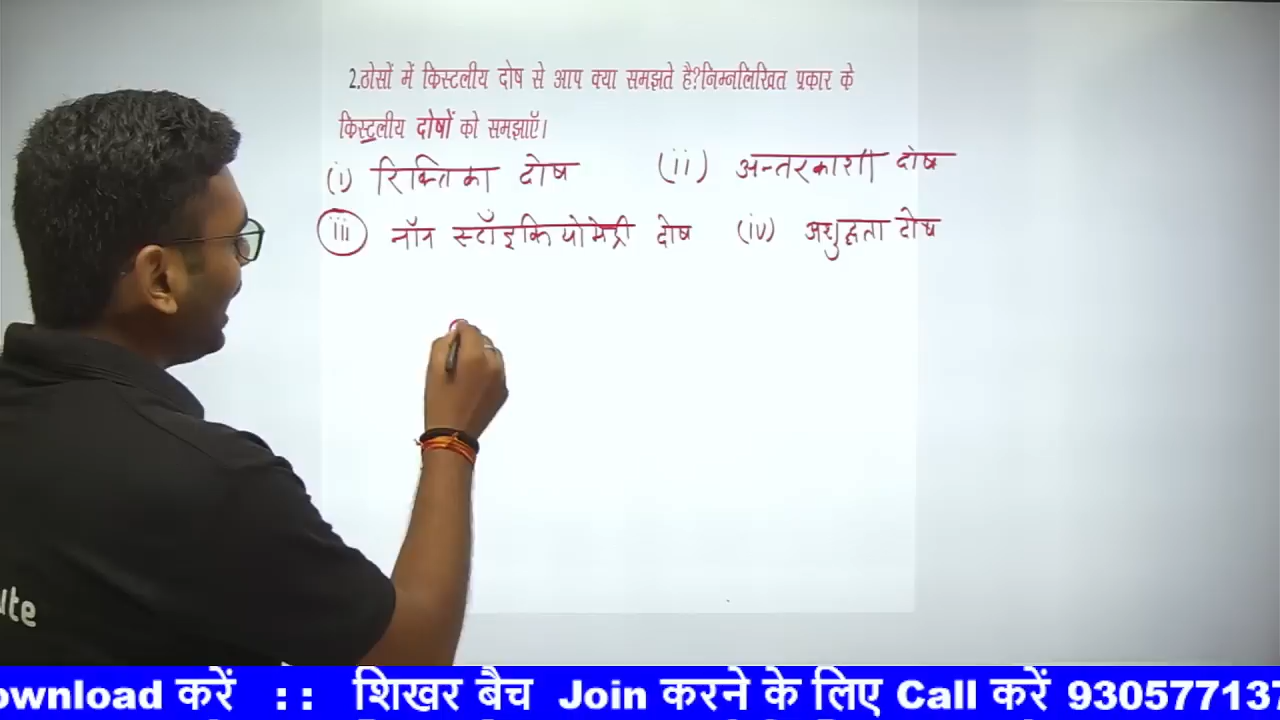 2.ठोसों में क्रिस्टलीय दोष से आप क्या समझते है?निम्नलिखित प्रकार के
क्रिस्टलीय दोषों को समझाएँ।
(i) रिक्तिका दोष (ii) अन्तरकाशी दोष
(iii) नॉन स्टॉइकियोमेट्री दोष (iv) अशुद्धता दोष
ute
ownload करें :: शिखर बैच Join करने के लिए Call करें 930577137